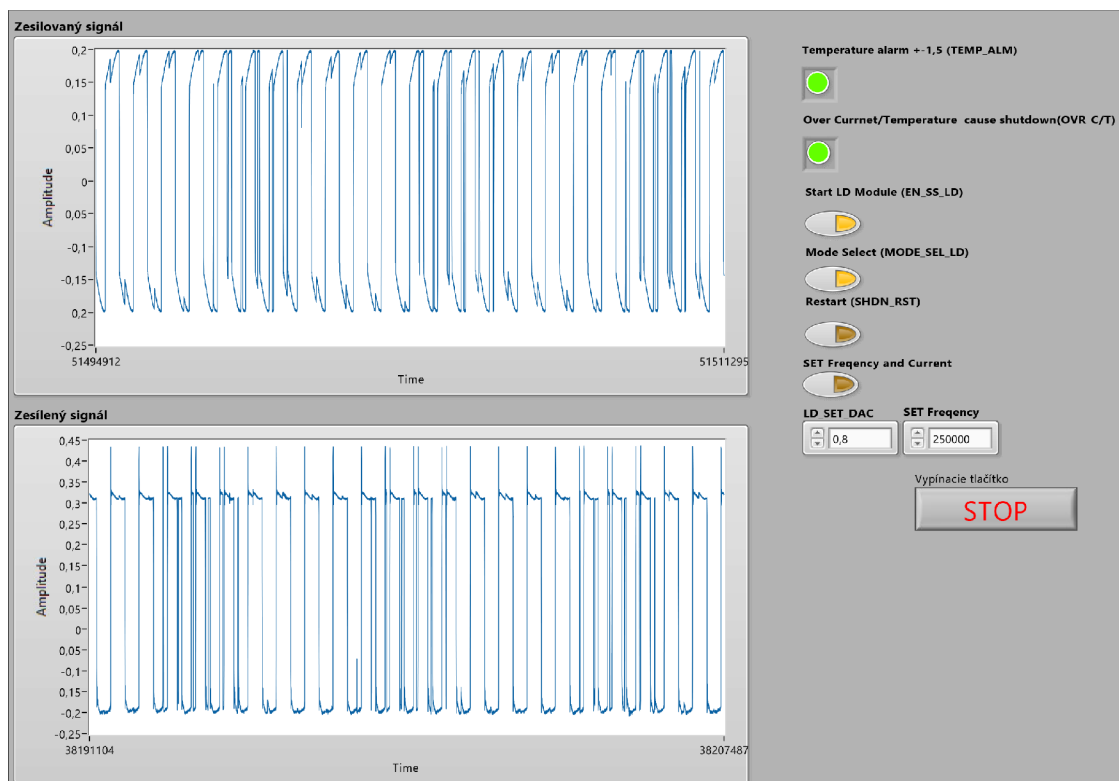 Zesilovaný signál
0,2
0,15
0,1
0,05
0
0,05
-0,1
-0,15
0,2
-0,25
Amplitude
51494912
51511295
Time
Zesílený signál
0,45
0,4
0,35
0,3
0,25
0,2
0,15
0,1
0,05
0
-0,05
-0,1
0,15
-0,2
-0,25
Amplitude
38191104
38207487
Time
Temperature alarm +-1,5 (TEMP_ALM)
Over Currnet/Temperature cause shutdown(OVR C/T)
Start LD Module (EN_SS_LD)
Mode Select (MODE_SEL_LD)
Restart (SHDN_RST)
SET Freqency and Current
LD_SET_DAC
SET Freqency
0,8
250000
Vypínacie tlačítko
STOP